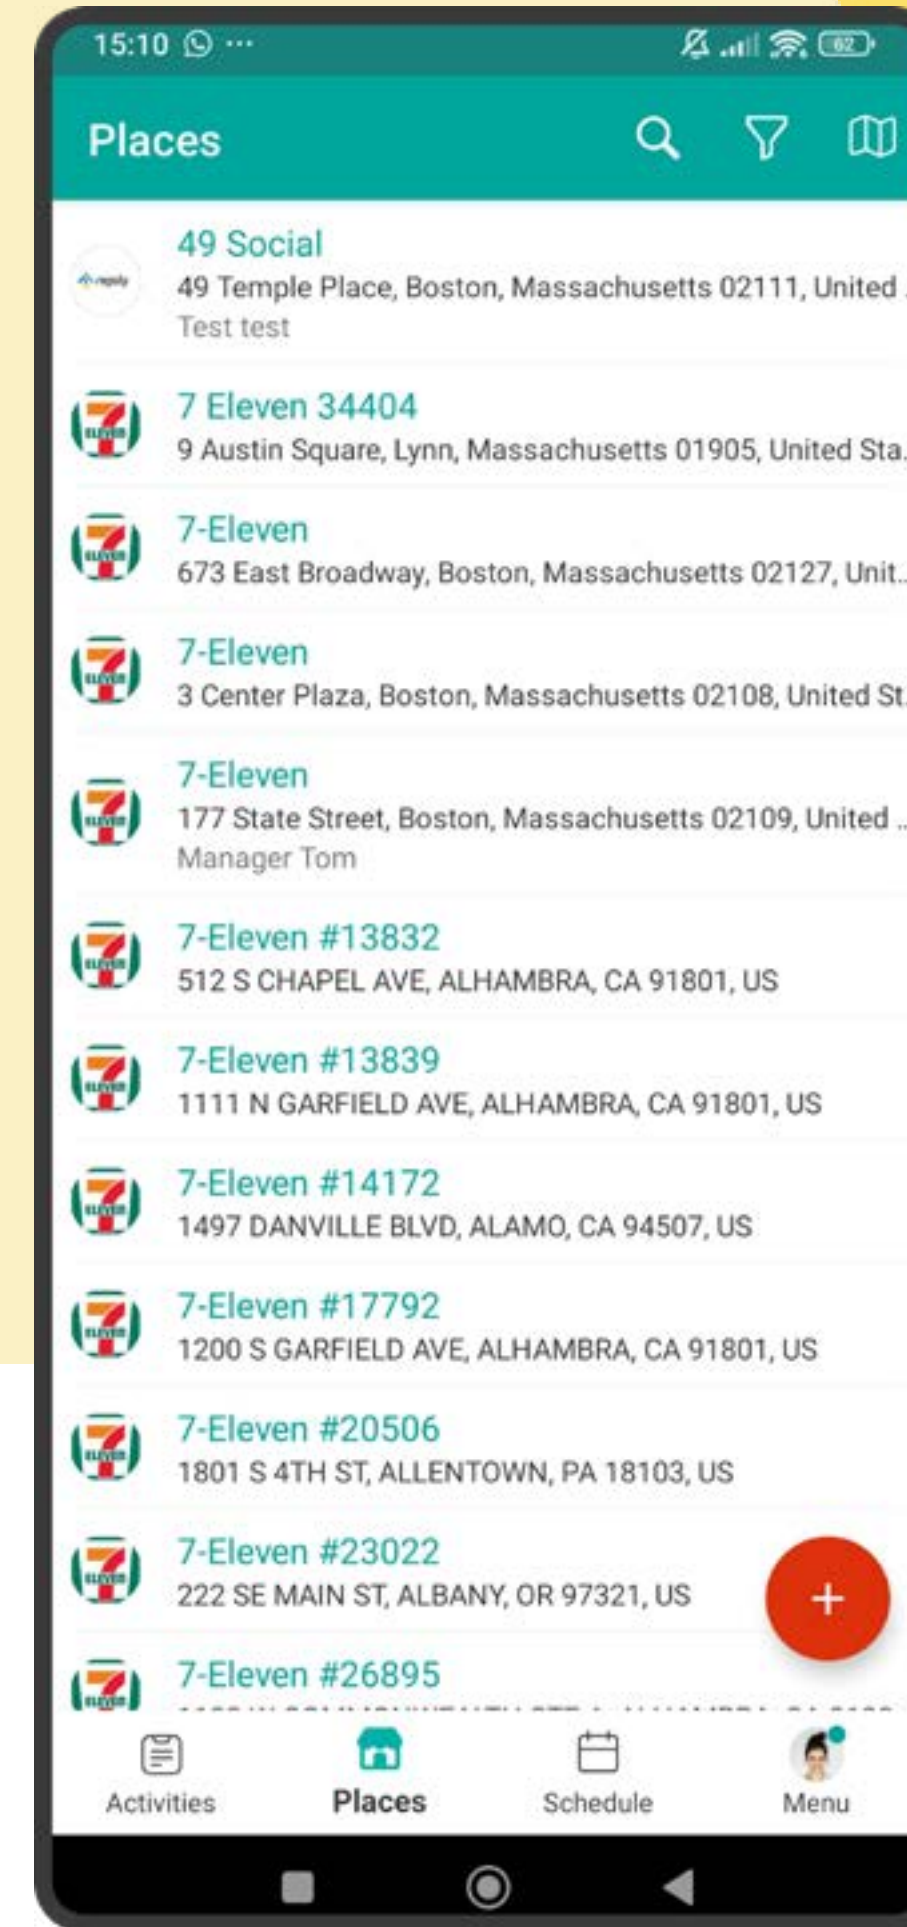 15:10 ... 62
Places
49 Social
49 Temple Place, Boston, Massachusetts 02111, United .
Test test
7 Eleven 34404
9 Austin Square, Lynn, Massachusetts 01905, United Sta.
7-Eleven
673 East Broadway, Boston, Massachusetts 02127, Unit..
7-Eleven
3 Center Plaza, Boston, Massachusetts 02108, United St.
7-Eleven
177 State Street, Boston, Massachusetts 02109, United ..
Manager Tom
7-Eleven #13832
512 S CHAPEL AVE, ALHAMBRA, CA 91801, US
7-Eleven #13839
1111 N GARFIELD AVE, ALHAMBRA, CA 91801, US
7-Eleven #14172
1497 DANVILLE BLVD, ALAMO, CA 94507, US
7-Eleven #17792
1200 S GARFIELD AVE, ALHAMBRA, CA 91801, US
7-Eleven #20506
1801 S 4TH ST, ALLENTOWN, PA 18103, US
7-Eleven #23022
222 SE MAIN ST, ALBANY, OR 97321, US
+
7-Eleven #26895
Activities Places Schedule Menu